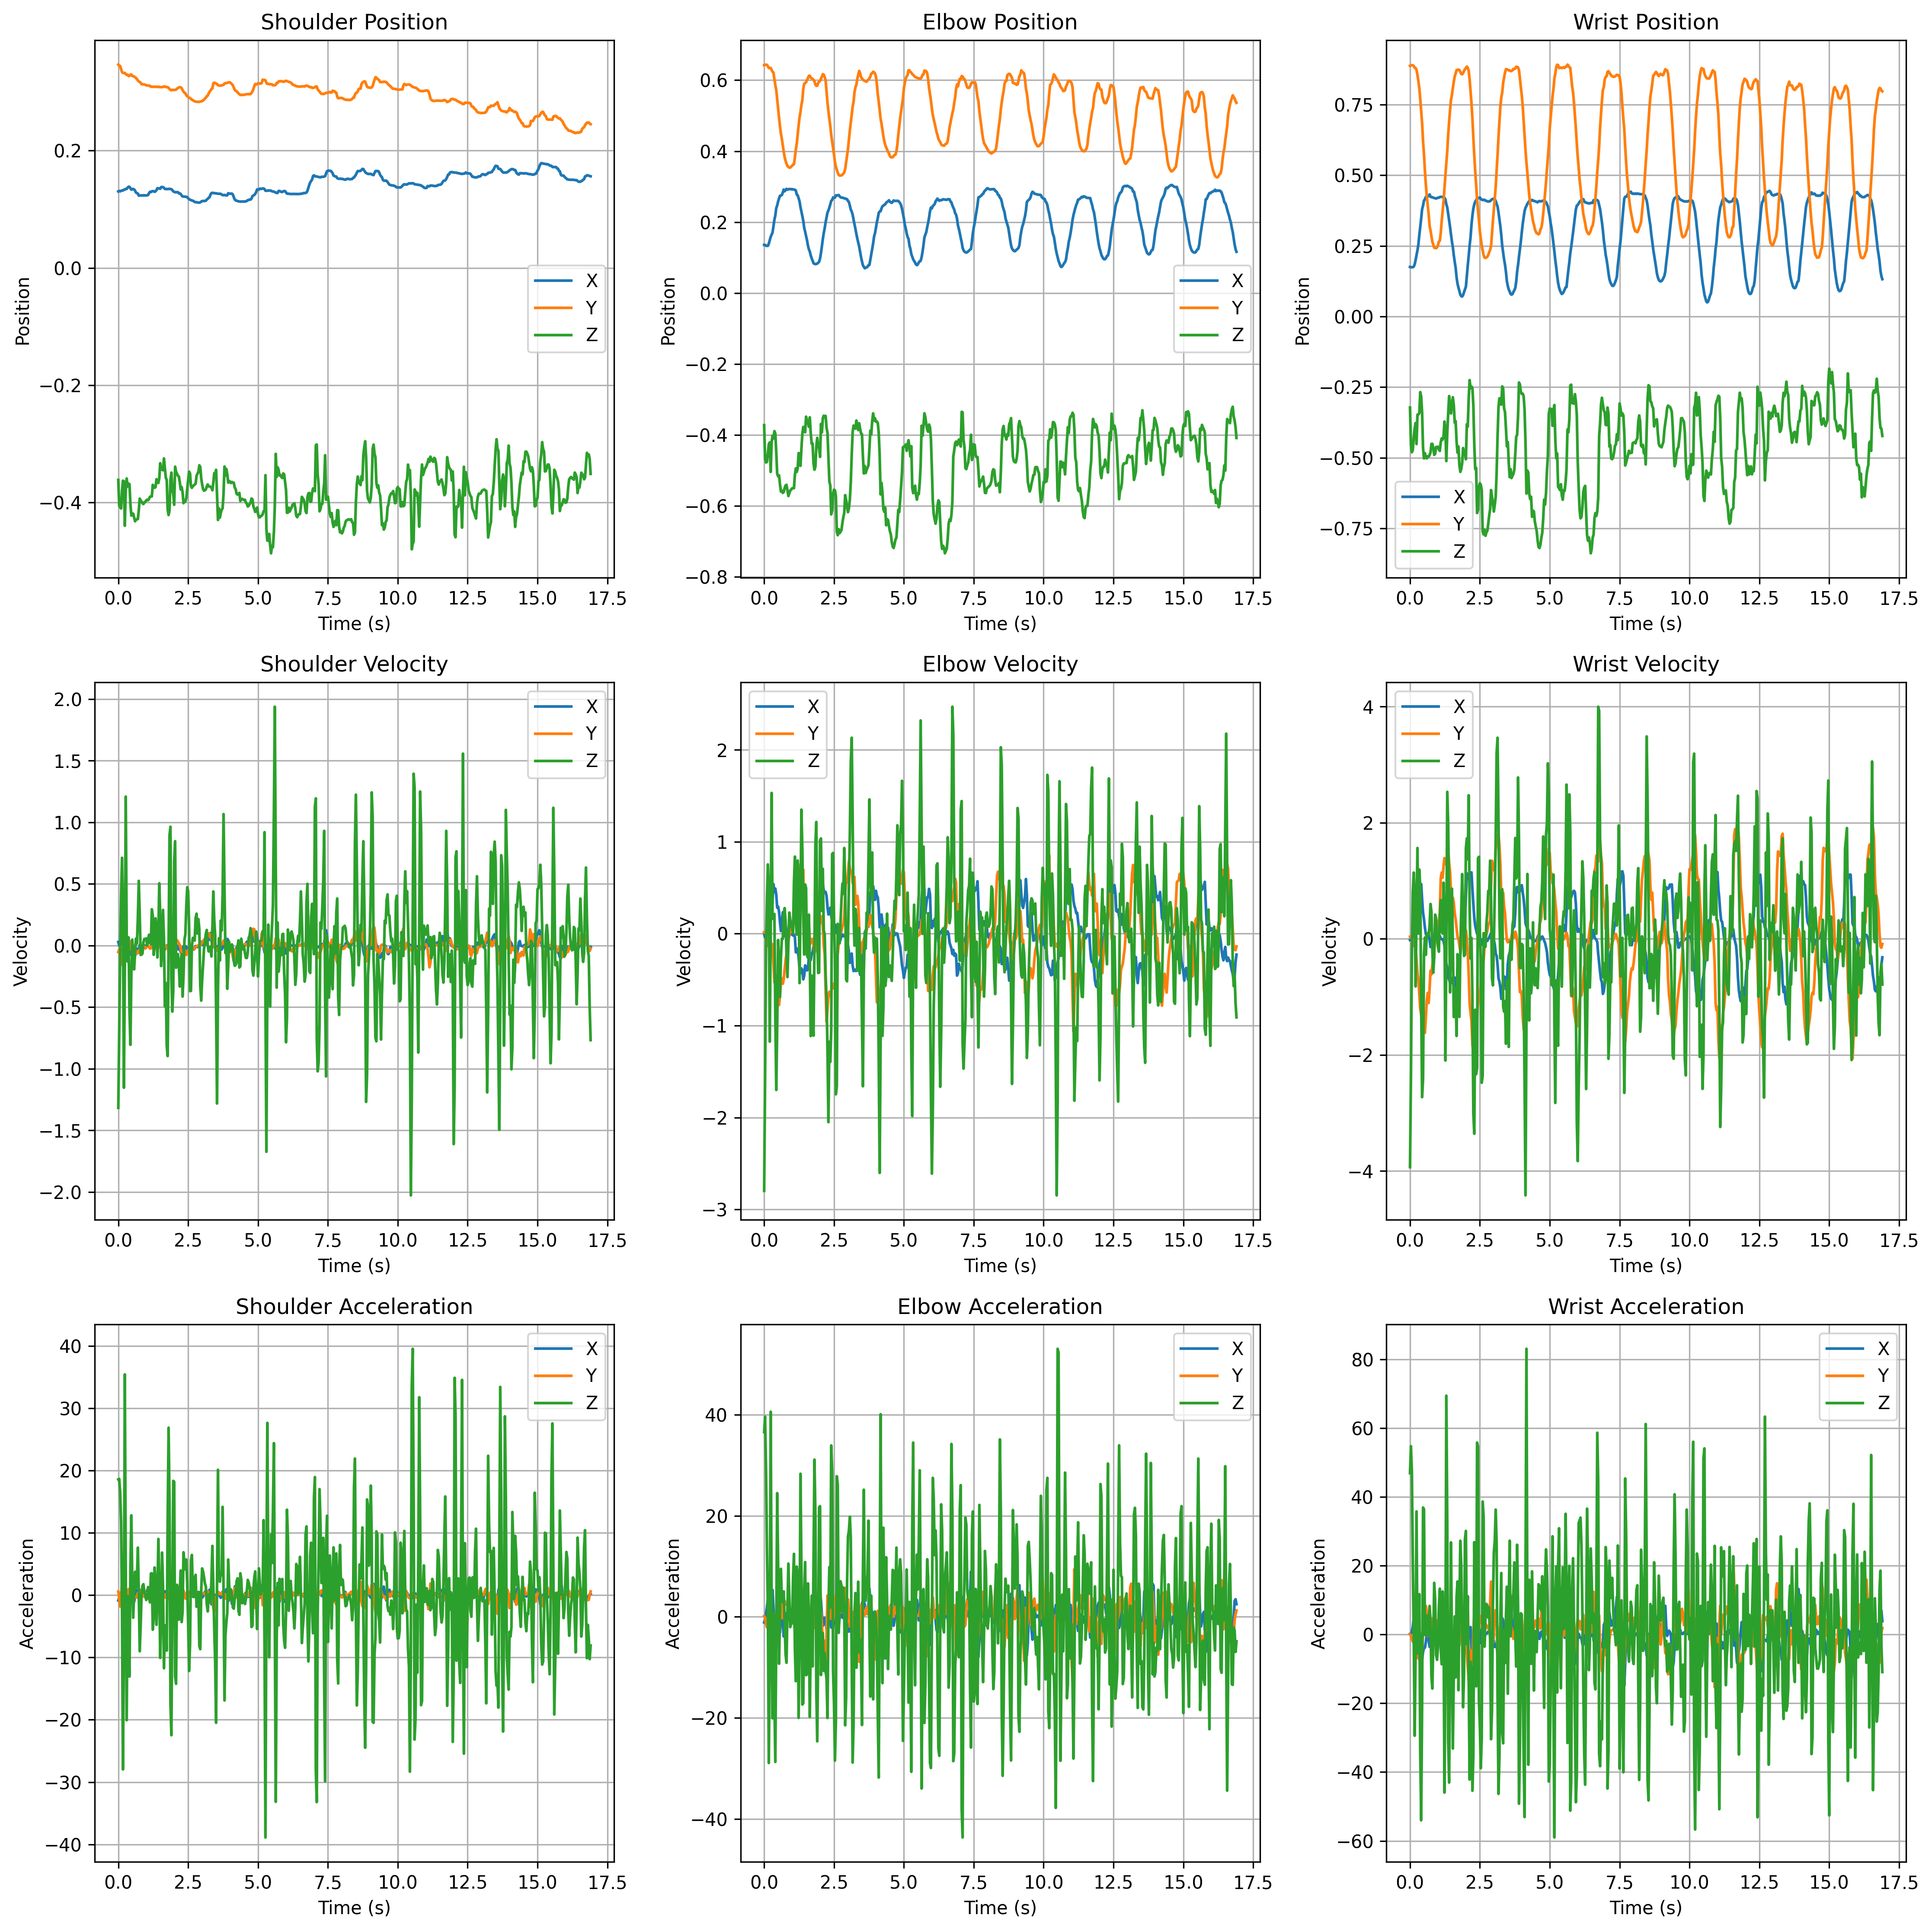 Shoulder Position
Elbow Position
Wrist Position
Position
0.2
0.0
−0.2
−0.4
X
Y
Z
0.0 2.5 5.0 7.5 10.0 12.5 15.0 17.5
Time (s)
Position
0.6
0.4
0.2
0.0
−0.2
−0.4
−0.6
−0.8
X
Y
Z
0.0 2.5 5.0 7.5 10.0 12.5 15.0 17.5
Time (s)
Position
0.75
0.50
0.25
0.00
−0.25
−0.50
−0.75
X
Y
Z
0.0 2.5 5.0 7.5 10.0 12.5 15.0 17.5
Time (s)
Shoulder Velocity
Elbow Velocity
Wrist Velocity
Velocity
2.0
1.5
1.0
0.5
0.0
−0.5
−1.0
−1.5
−2.0
X
Y
Z
0.0 2.5 5.0 7.5 10.0 12.5 15.0 17.5
Time (s)
Velocity
2
1
0
−1
−2
−3
X
Y
Z
0.0 2.5 5.0 7.5 10.0 12.5 15.0 17.5
Time (s)
Velocity
4
2
0
−2
−4
X
Y
Z
0.0 2.5 5.0 7.5 10.0 12.5 15.0 17.5
Time (s)
Shoulder Acceleration
Elbow Acceleration
Wrist Acceleration
Acceleration
40
30
20
10
0
−10
−20
−30
−40
X
Y
Z
0.0 2.5 5.0 7.5 10.0 12.5 15.0 17.5
Time (s)
Acceleration
40
20
0
−20
−40
X
Y
Z
0.0 2.5 5.0 7.5 10.0 12.5 15.0 17.5
Time (s)
Acceleration
80
60
40
20
0
−20
−40
−60
X
Y
Z
0.0 2.5 5.0 7.5 10.0 12.5 15.0 17.5
Time (s)